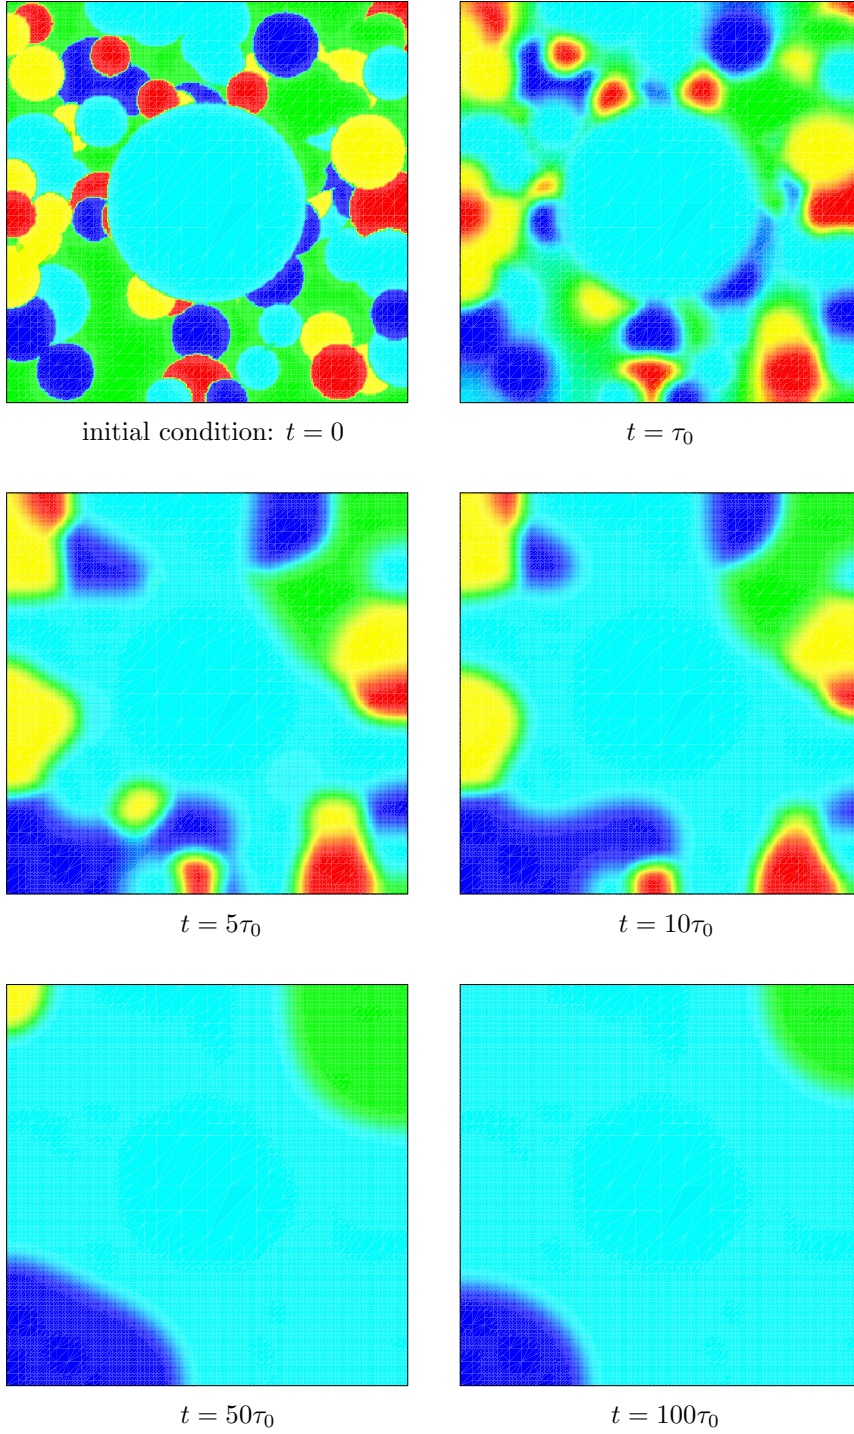 initial condition: t = 0
t = τ₀
t = 5τ₀
t = 10τ₀
t = 50τ₀
t = 100τ₀